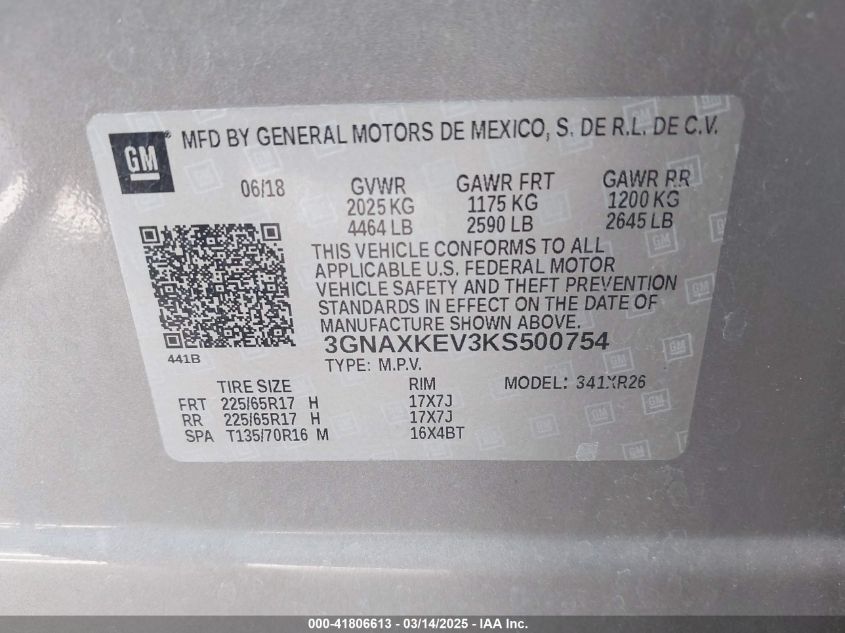 GM
MFD BY GENERAL MOTORS DE MEXICO, S. DE R.L. DE C.V.
06/18 GVWR GAWR FRT GAWR RR
2025 KG 1175 KG 1200 KG
4464 LB 2590 LB 2645 LB
THIS VEHICLE CONFORMS TO ALL
APPLICABLE U.S. FEDERAL MOTOR
VEHICLE SAFETY AND THEFT PREVENTION
STANDARDS IN EFFECT ON THE DATE OF
MANUFACTURE SHOWN ABOVE.
441B
3GNAXKEV3KS500754
TYPE: M.P.V.
TIRE SIZE RIM MODEL: 341XR26
FRT 225/65R17 H 17X7J
RR 225/65R17 H 17X7J
SPA T135/70R16 M 16X4BT
000-41806613 - 03/14/2025 - IAA Inc.